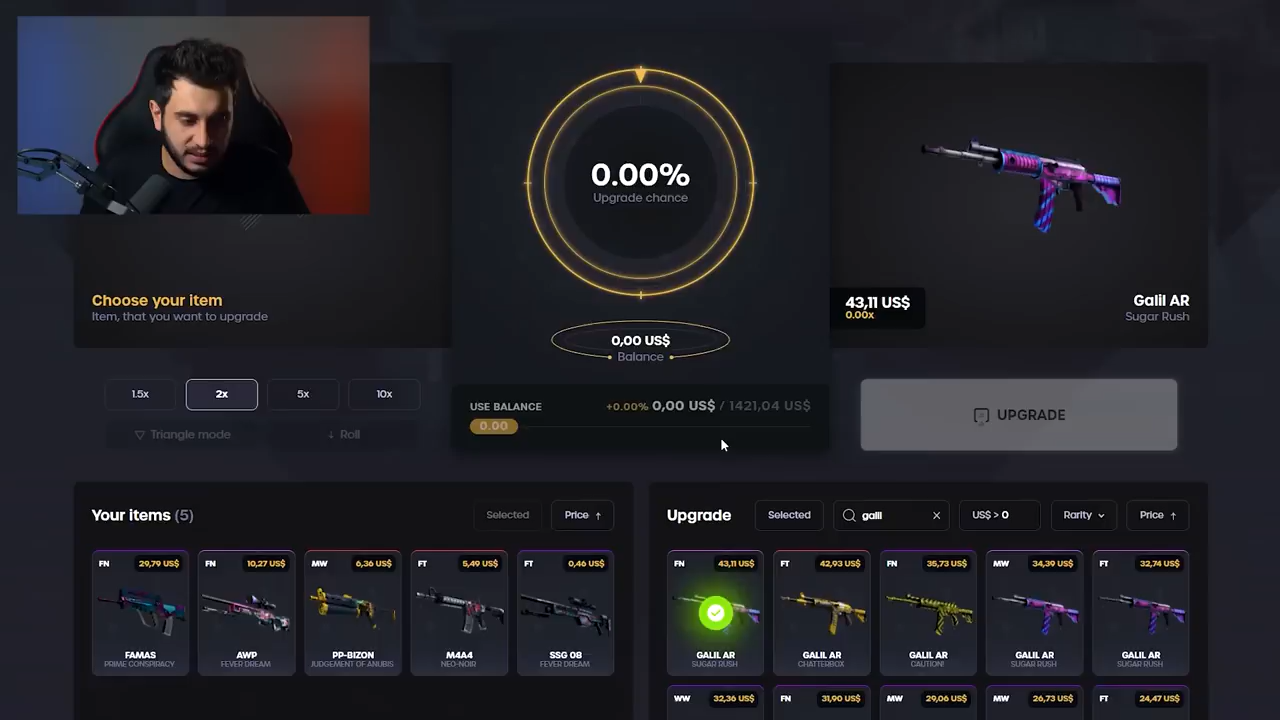 0.00%
Upgrade chance
Choose your item
Item, that you want to upgrade
43,11 US$
0.00x
Galil AR
Sugar Rush
0,00 US$
Balance
1.5x
2x
5x
10x
Triangle mode
Roll
USE BALANCE
+0.00% 0,00 US$ / 1421,04 US$
0.00
UPGRADE
Your items (5)
Selected
Price
FN 29,79 US$
FAMAS
PRIME CONSPIRACY
FN 10,27 US$
AWP
FEVER DREAM
MW 6,36 US$
PP-BIZON
JUDGEMENT OF ANUBIS
FT 5,49 US$
M4A4
NEO-NOIR
FT 0,46 US$
SSG 08
FEVER DREAM
Upgrade
Selected
galil
US$ > 0
Rarity
Price
FN 43,11 US$
GALIL AR
SUGAR RUSH
FT 42,93 US$
GALIL AR
CHATTERBOX
FN 35,73 US$
GALIL AR
CAUTION!
MW 34,39 US$
GALIL AR
SUGAR RUSH
FT 32,74 US$
GALIL AR
SUGAR RUSH
WW 32,36 US$
FN 31,90 US$
MW 29,06 US$
MW 26,73 US$
FT 24,47 US$